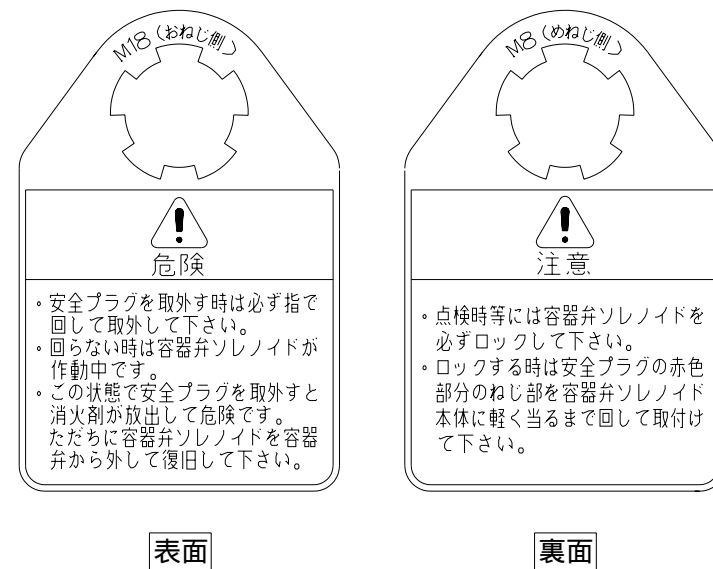 M18（おねじ側）
危険
。安全プラグを取外す時は必ず指で
回して取外して下さい。
。回らない時は容器弁ソレノイドが
作動中です。
。この状態で安全プラグを取外すと
消火剤が放出して危険です。
ただちに容器弁ソレノイドを容器
弁から外して復旧して下さい。
表面
M8（めねじ側）
注意
。点検時等には容器弁ソレノイドを
必ずロックして下さい。
。ロックする時は安全プラグの赤色
部分のねじ部を容器弁ソレノイド
本体に軽く当るまで回して取付け
て下さい。
裏面